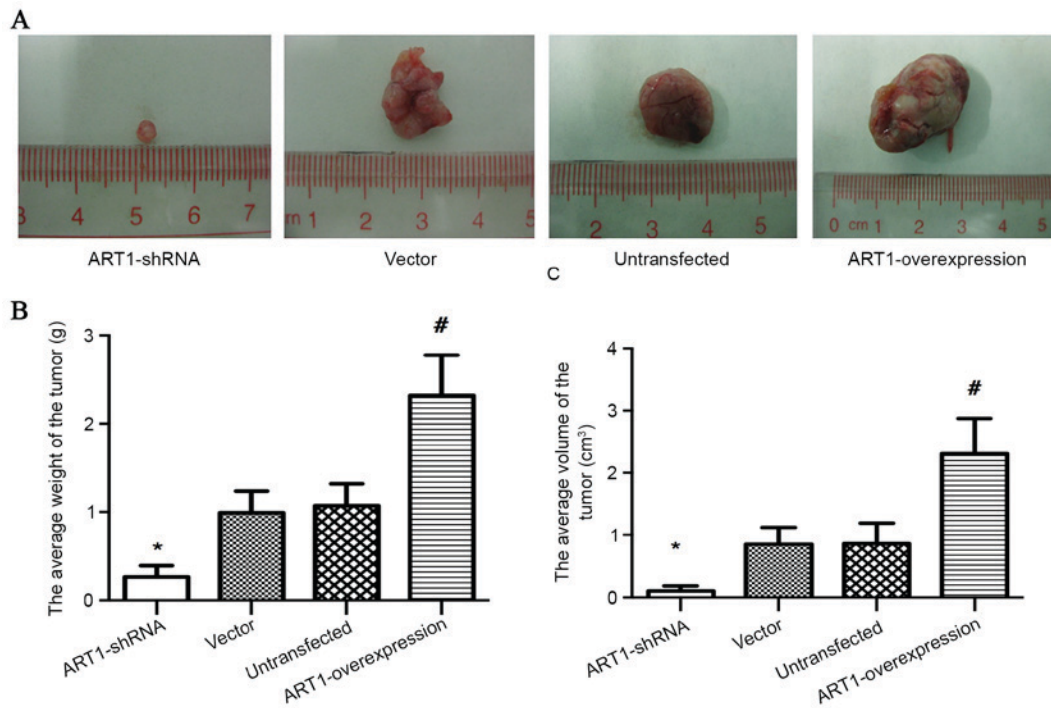 A
3 4 5 6 7
cm 1 2 3 4 5
2 3 4 5
0 cm 1 2 3 4 5
ART1-shRNA
Vector
Untransfected
ART1-overexpression
B
The average weight of the tumor (g)
3
2
1
0
*
#
ART1-shRNA
Vector
Untransfected
ART1-overexpression
C
The average volume of the
tumor (cm³)
4
3
2
1
0
*
#
ART1-shRNA
Vector
Untransfected
ART1-overexpression